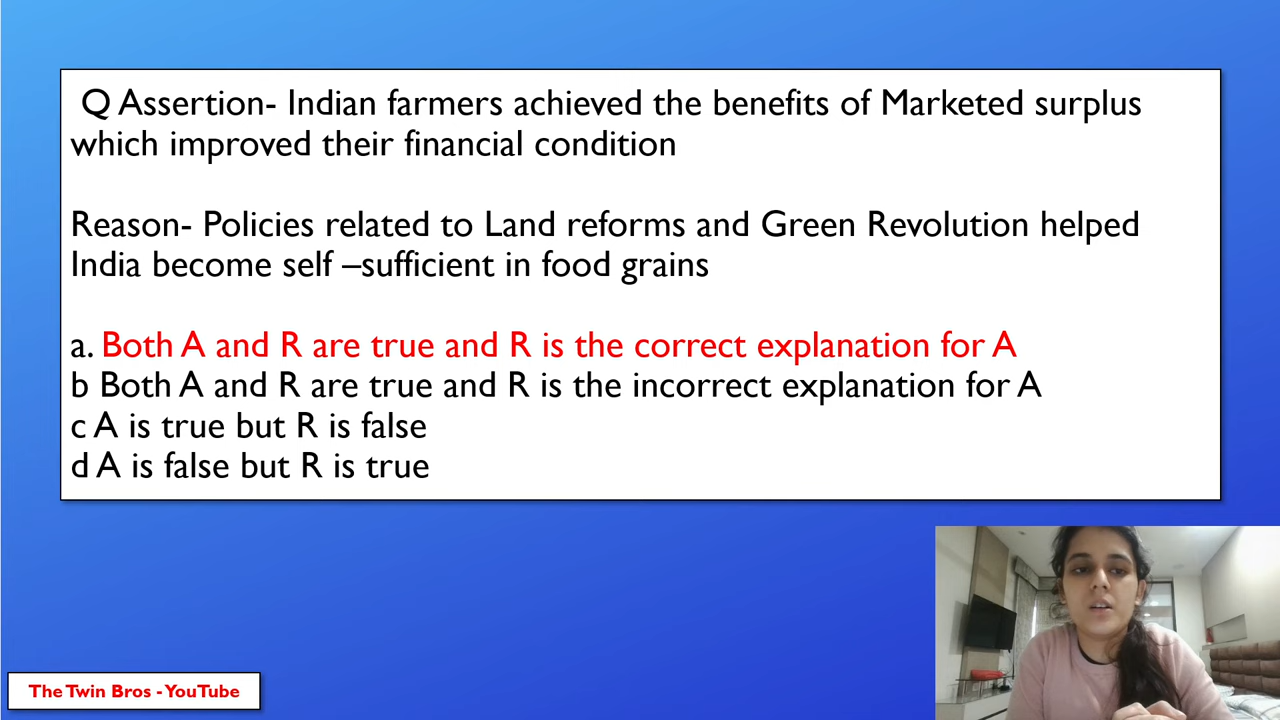 Q Assertion- Indian farmers achieved the benefits of Marketed surplus
which improved their financial condition
Reason- Policies related to Land reforms and Green Revolution helped
India become self –sufficient in food grains
a. Both A and R are true and R is the correct explanation for A
b Both A and R are true and R is the incorrect explanation for A
c A is true but R is false
d A is false but R is true
The Twin Bros - YouTube